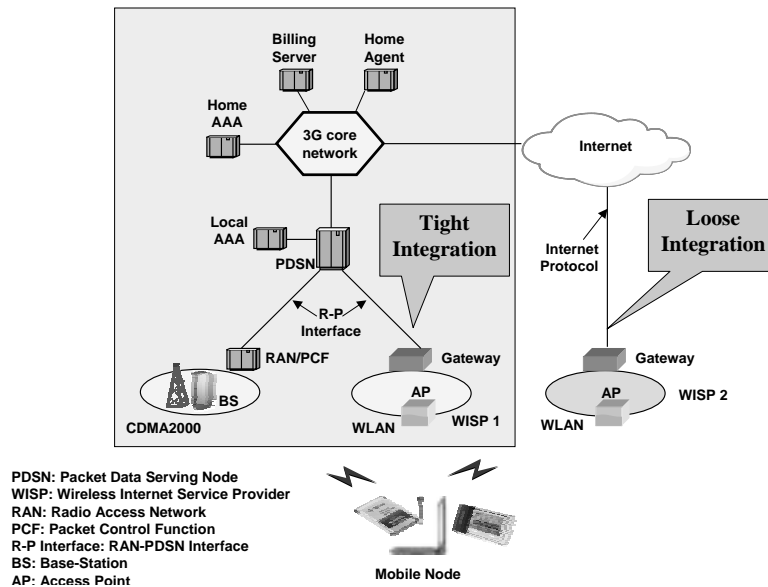 Billing
Server
Home
Agent
Home
AAA
3G core
network
Internet
Local
AAA
PDSN
Tight
Integration
Loose
Integration
Internet
Protocol
R-P
Interface
RAN/PCF
Gateway
Gateway
BS
AP
AP
CDMA2000
WLAN
WISP 1
WLAN
WISP 2
PDSN: Packet Data Serving Node
WISP: Wireless Internet Service Provider
RAN: Radio Access Network
PCF: Packet Control Function
R-P Interface: RAN-PDSN Interface
BS: Base-Station
AP: Access Point
Mobile Node